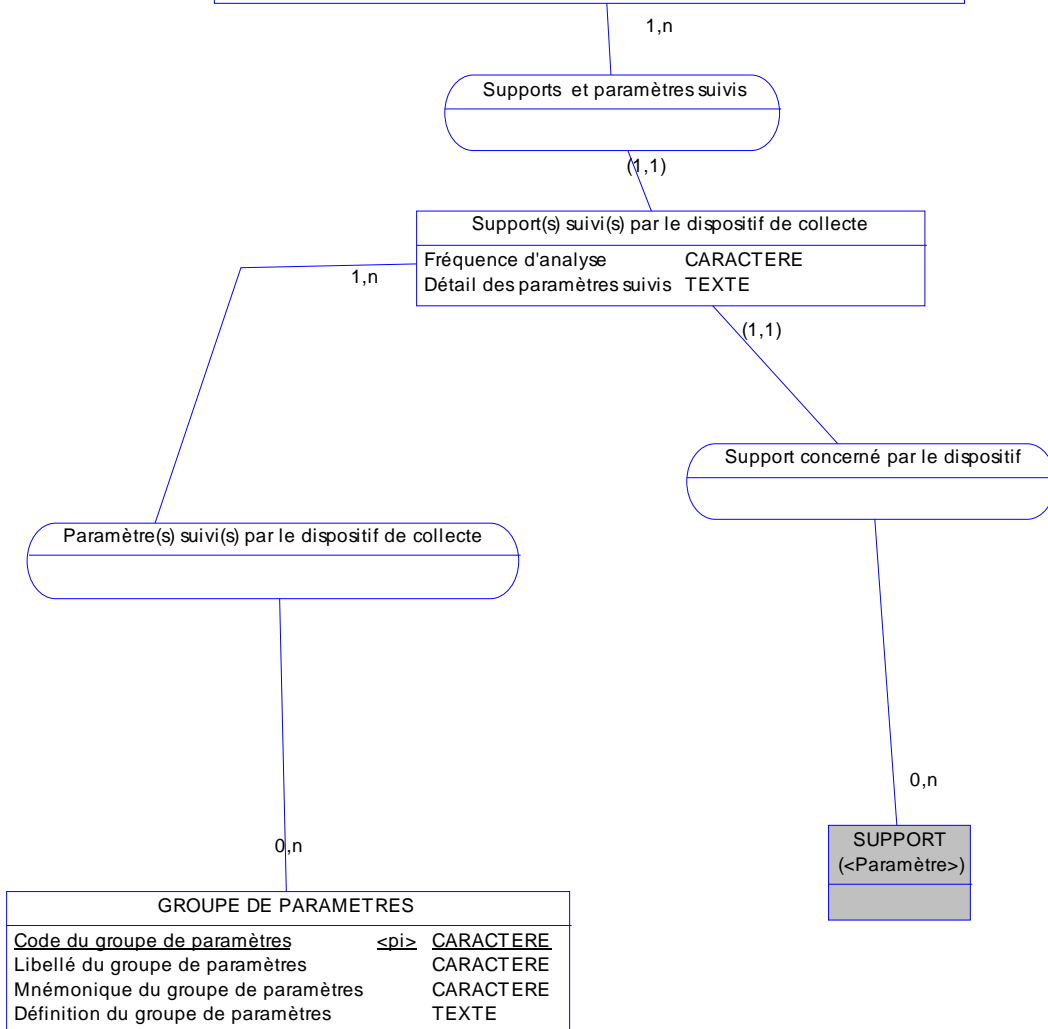 1,n
Supports et paramètres suivis
(1,1)
Support(s) suivi(s) par le dispositif de collecte
Fréquence d'analyse CARACTERE
Détail des paramètres suivis TEXTE
1,n
(1,1)
Support concerné par le dispositif
Paramètre(s) suivi(s) par le dispositif de collecte
0,n
0,n
SUPPORT
(<Paramètre>)
GROUPE DE PARAMETRES
Code du groupe de paramètres <pi> CARACTERE
Libellé du groupe de paramètres CARACTERE
Mnémonique du groupe de paramètres CARACTERE
Définition du groupe de paramètres TEXTE